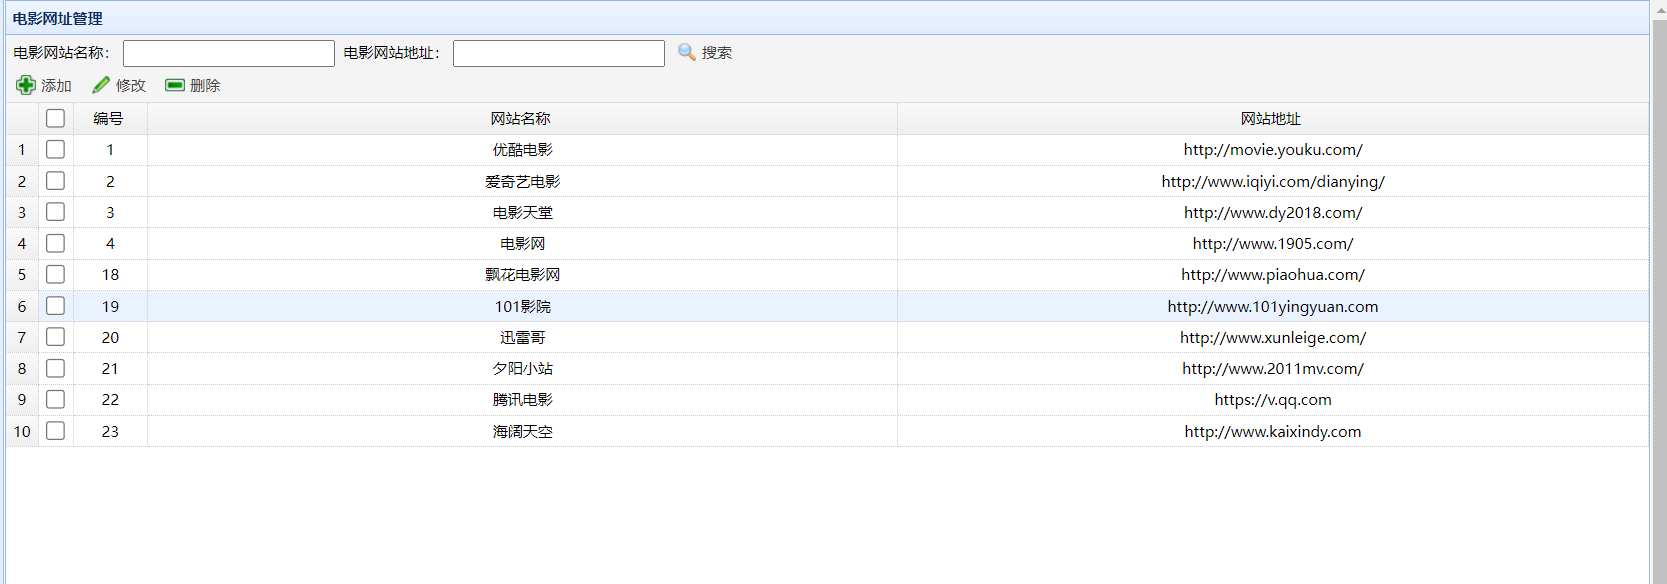 电影网址管理
电影网站名称： 电影网站地址： 搜索
添加 修改 删除
编号 网站名称 网站地址
1 1 优酷电影 http://movie.youku.com/
2 2 爱奇艺电影 http://www.iqiyi.com/dianying/
3 3 电影天堂 http://www.dy2018.com/
4 4 电影网 http://www.1905.com/
5 18 飘花电影网 http://www.piaohua.com/
6 19 101影院 http://www.101yingyuan.com
7 20 迅雷哥 http://www.xunleige.com/
8 21 夕阳小站 http://www.2011mv.com/
9 22 腾讯电影 https://v.qq.com
10 23 海阔天空 http://www.kaixindy.com